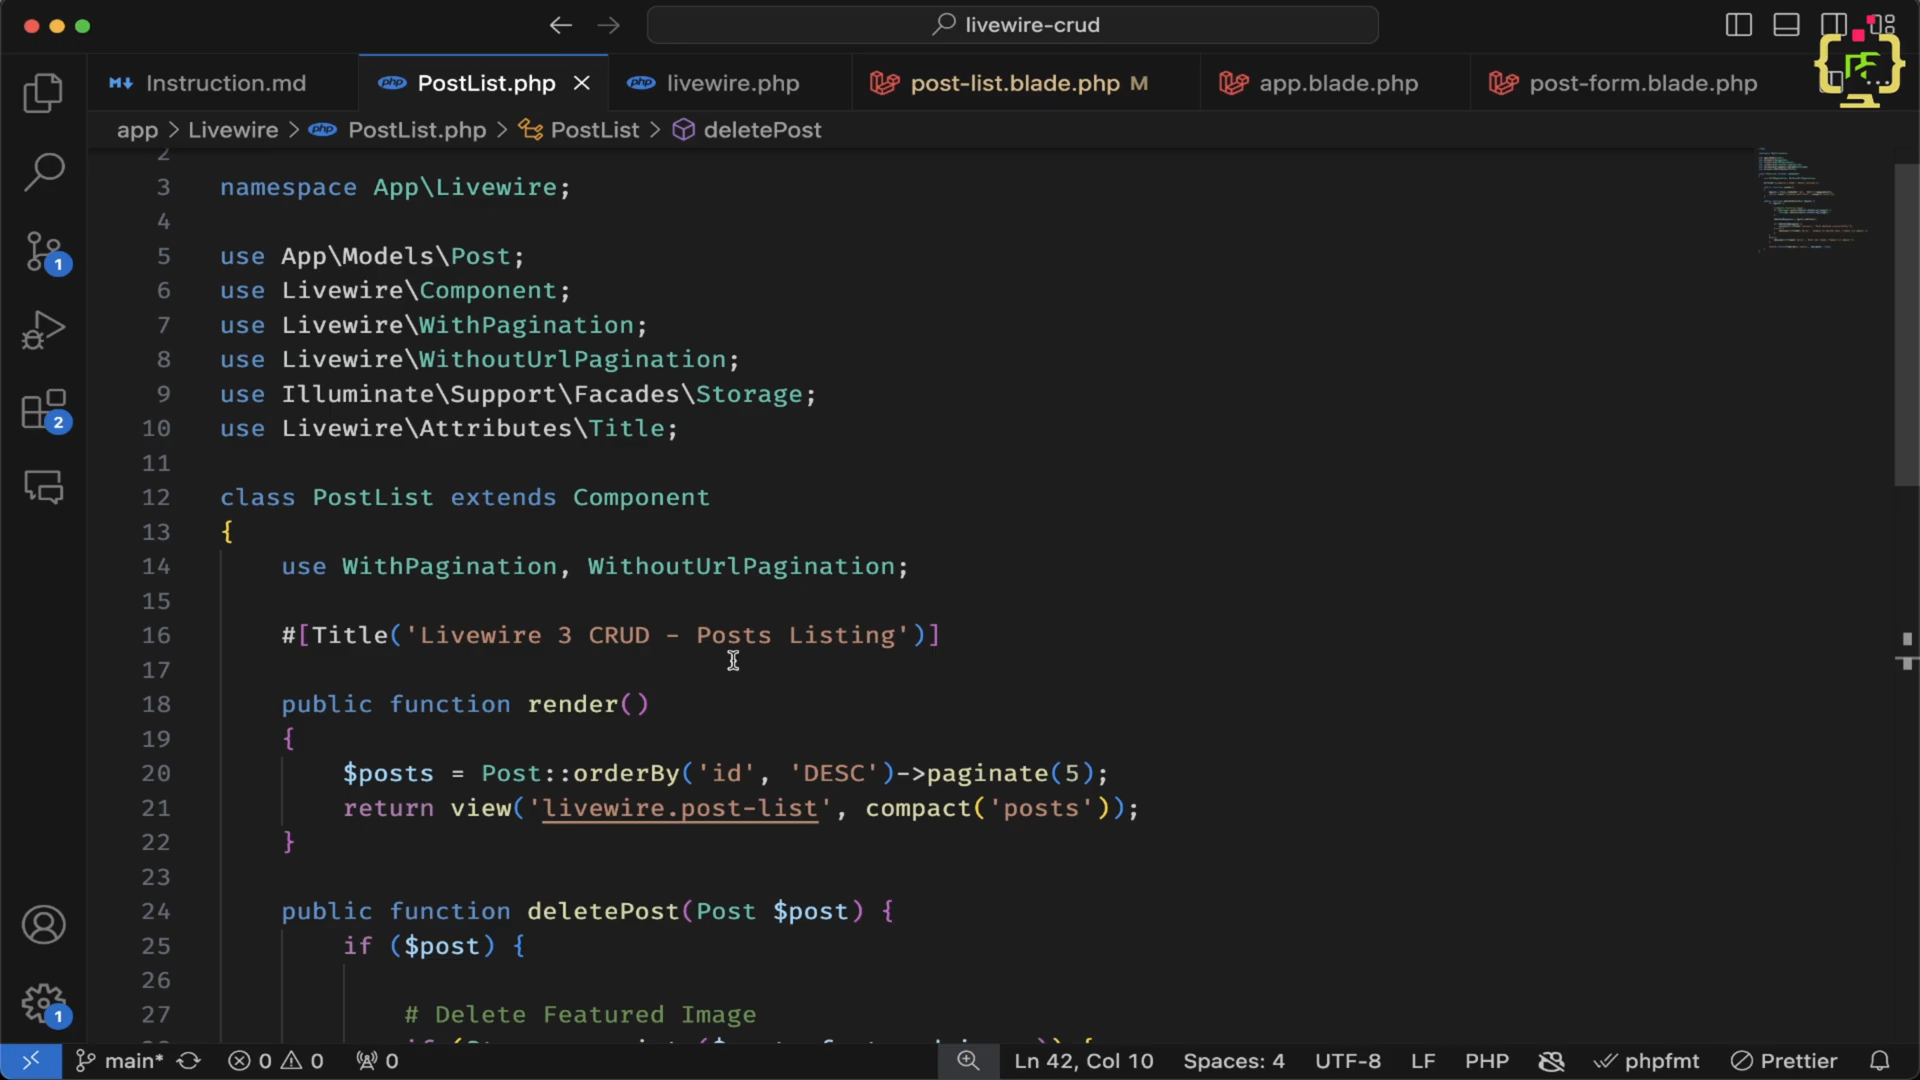 livewire-crud
Instruction.md
PostList.php
livewire.php
post-list.blade.php M
app.blade.php
post-form.blade.php
app > Livewire > PostList.php > PostList > deletePost
2
3 namespace App\Livewire;
4
5 use App\Models\Post;
6 use Livewire\Component;
7 use Livewire\WithPagination;
8 use Livewire\WithoutUrlPagination;
9 use Illuminate\Support\Facades\Storage;
10 use Livewire\Attributes\Title;
11
12 class PostList extends Component
13 {
14 use WithPagination, WithoutUrlPagination;
15
16 #[Title('Livewire 3 CRUD - Posts Listing')]
17
18 public function render()
19 {
20 $posts = Post::orderBy('id', 'DESC')->paginate(5);
21 return view('livewire.post-list', compact('posts'));
22 }
23
24 public function deletePost(Post $post) {
25 if ($post) {
26
27 # Delete Featured Image
1
2
1
main* 0 0 0 Ln 42, Col 10 Spaces: 4 UTF-8 LF PHP phpfmt Prettier